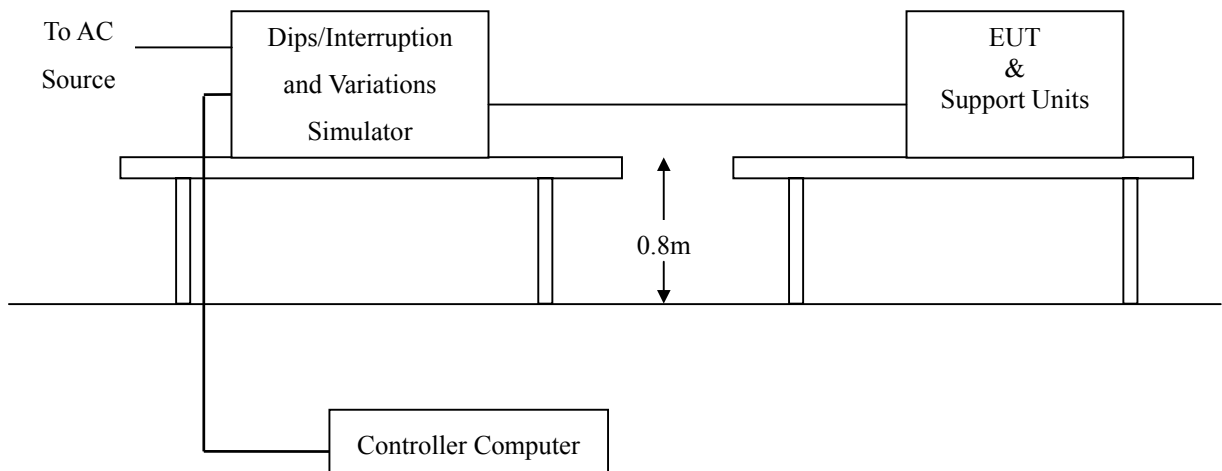 To AC
Source
Dips/Interruption
and Variations
Simulator
EUT
&
Support Units
0.8m
Controller Computer